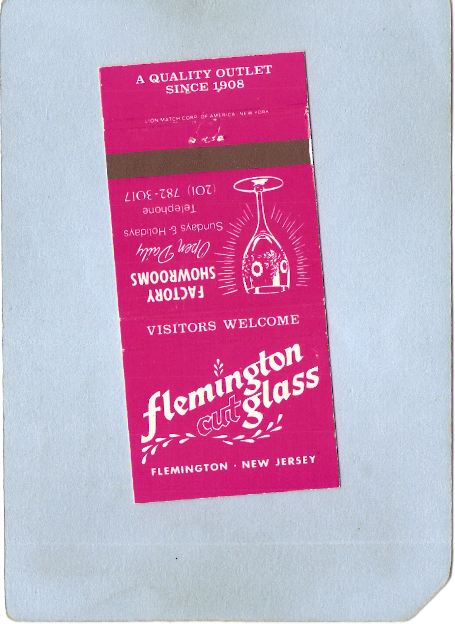 A QUALITY OUTLET
SINCE 1908
LION MATCH CORP. OF AMERICA, NEW YORK
FACTORY
SHOWROOMS
Open Daily
Sundays & Holidays
Telephone
(201) 782-3017
VISITORS WELCOME
flemington
cut glass
FLEMINGTON · NEW JERSEY